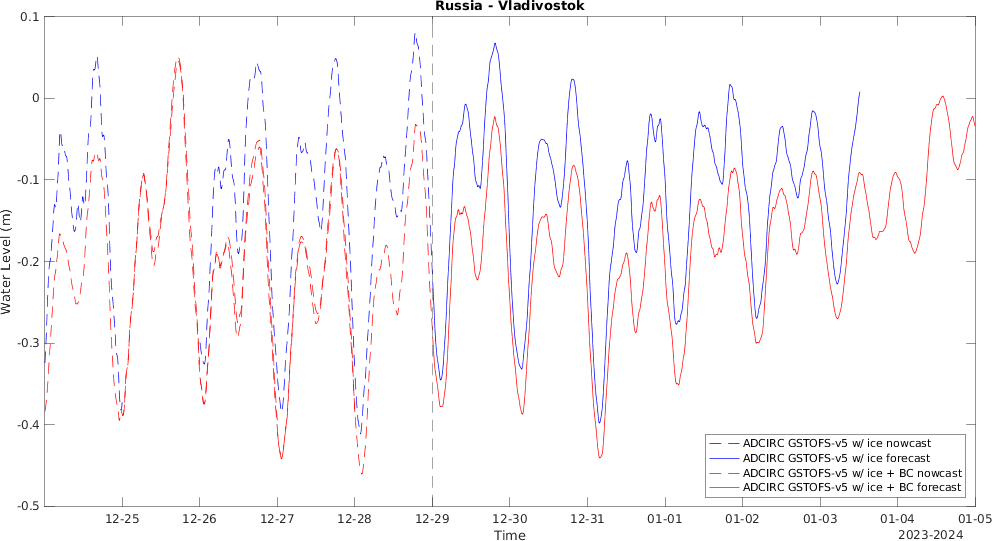 Russia - Vladivostok
0.1
0
-0.1
-0.2
-0.3
-0.4
-0.5
Water Level (m)
12-25 12-26 12-27 12-28 12-29 12-30 12-31 01-01 01-02 01-03 01-04 01-05
Time
2023-2024
ADCIRC GSTOFS-v5 w/ ice nowcast
ADCIRC GSTOFS-v5 w/ ice forecast
ADCIRC GSTOFS-v5 w/ ice + BC nowcast
ADCIRC GSTOFS-v5 w/ ice + BC forecast